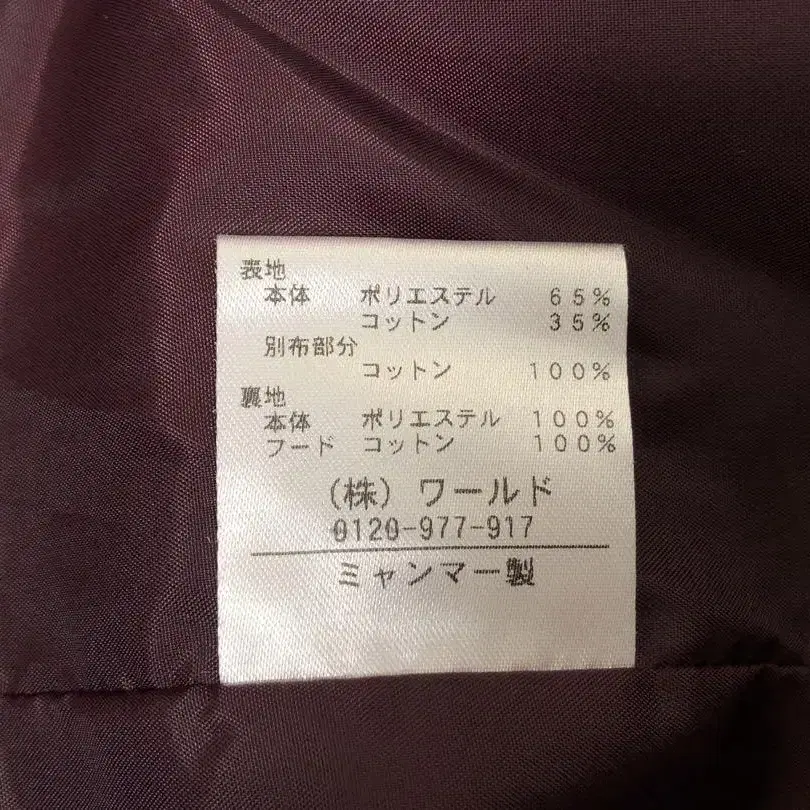 表地
本体 ポリエステル 65%
コットン 35%
別布部分
コットン 100%
裏地
本体 ポリエステル 100%
フード コットン 100%
(株) ワールド
0120-977-917
ミャンマー製